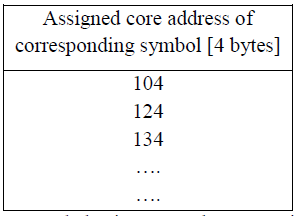 Assigned core address of
corresponding symbol [4 bytes]
104
124
134
….
….